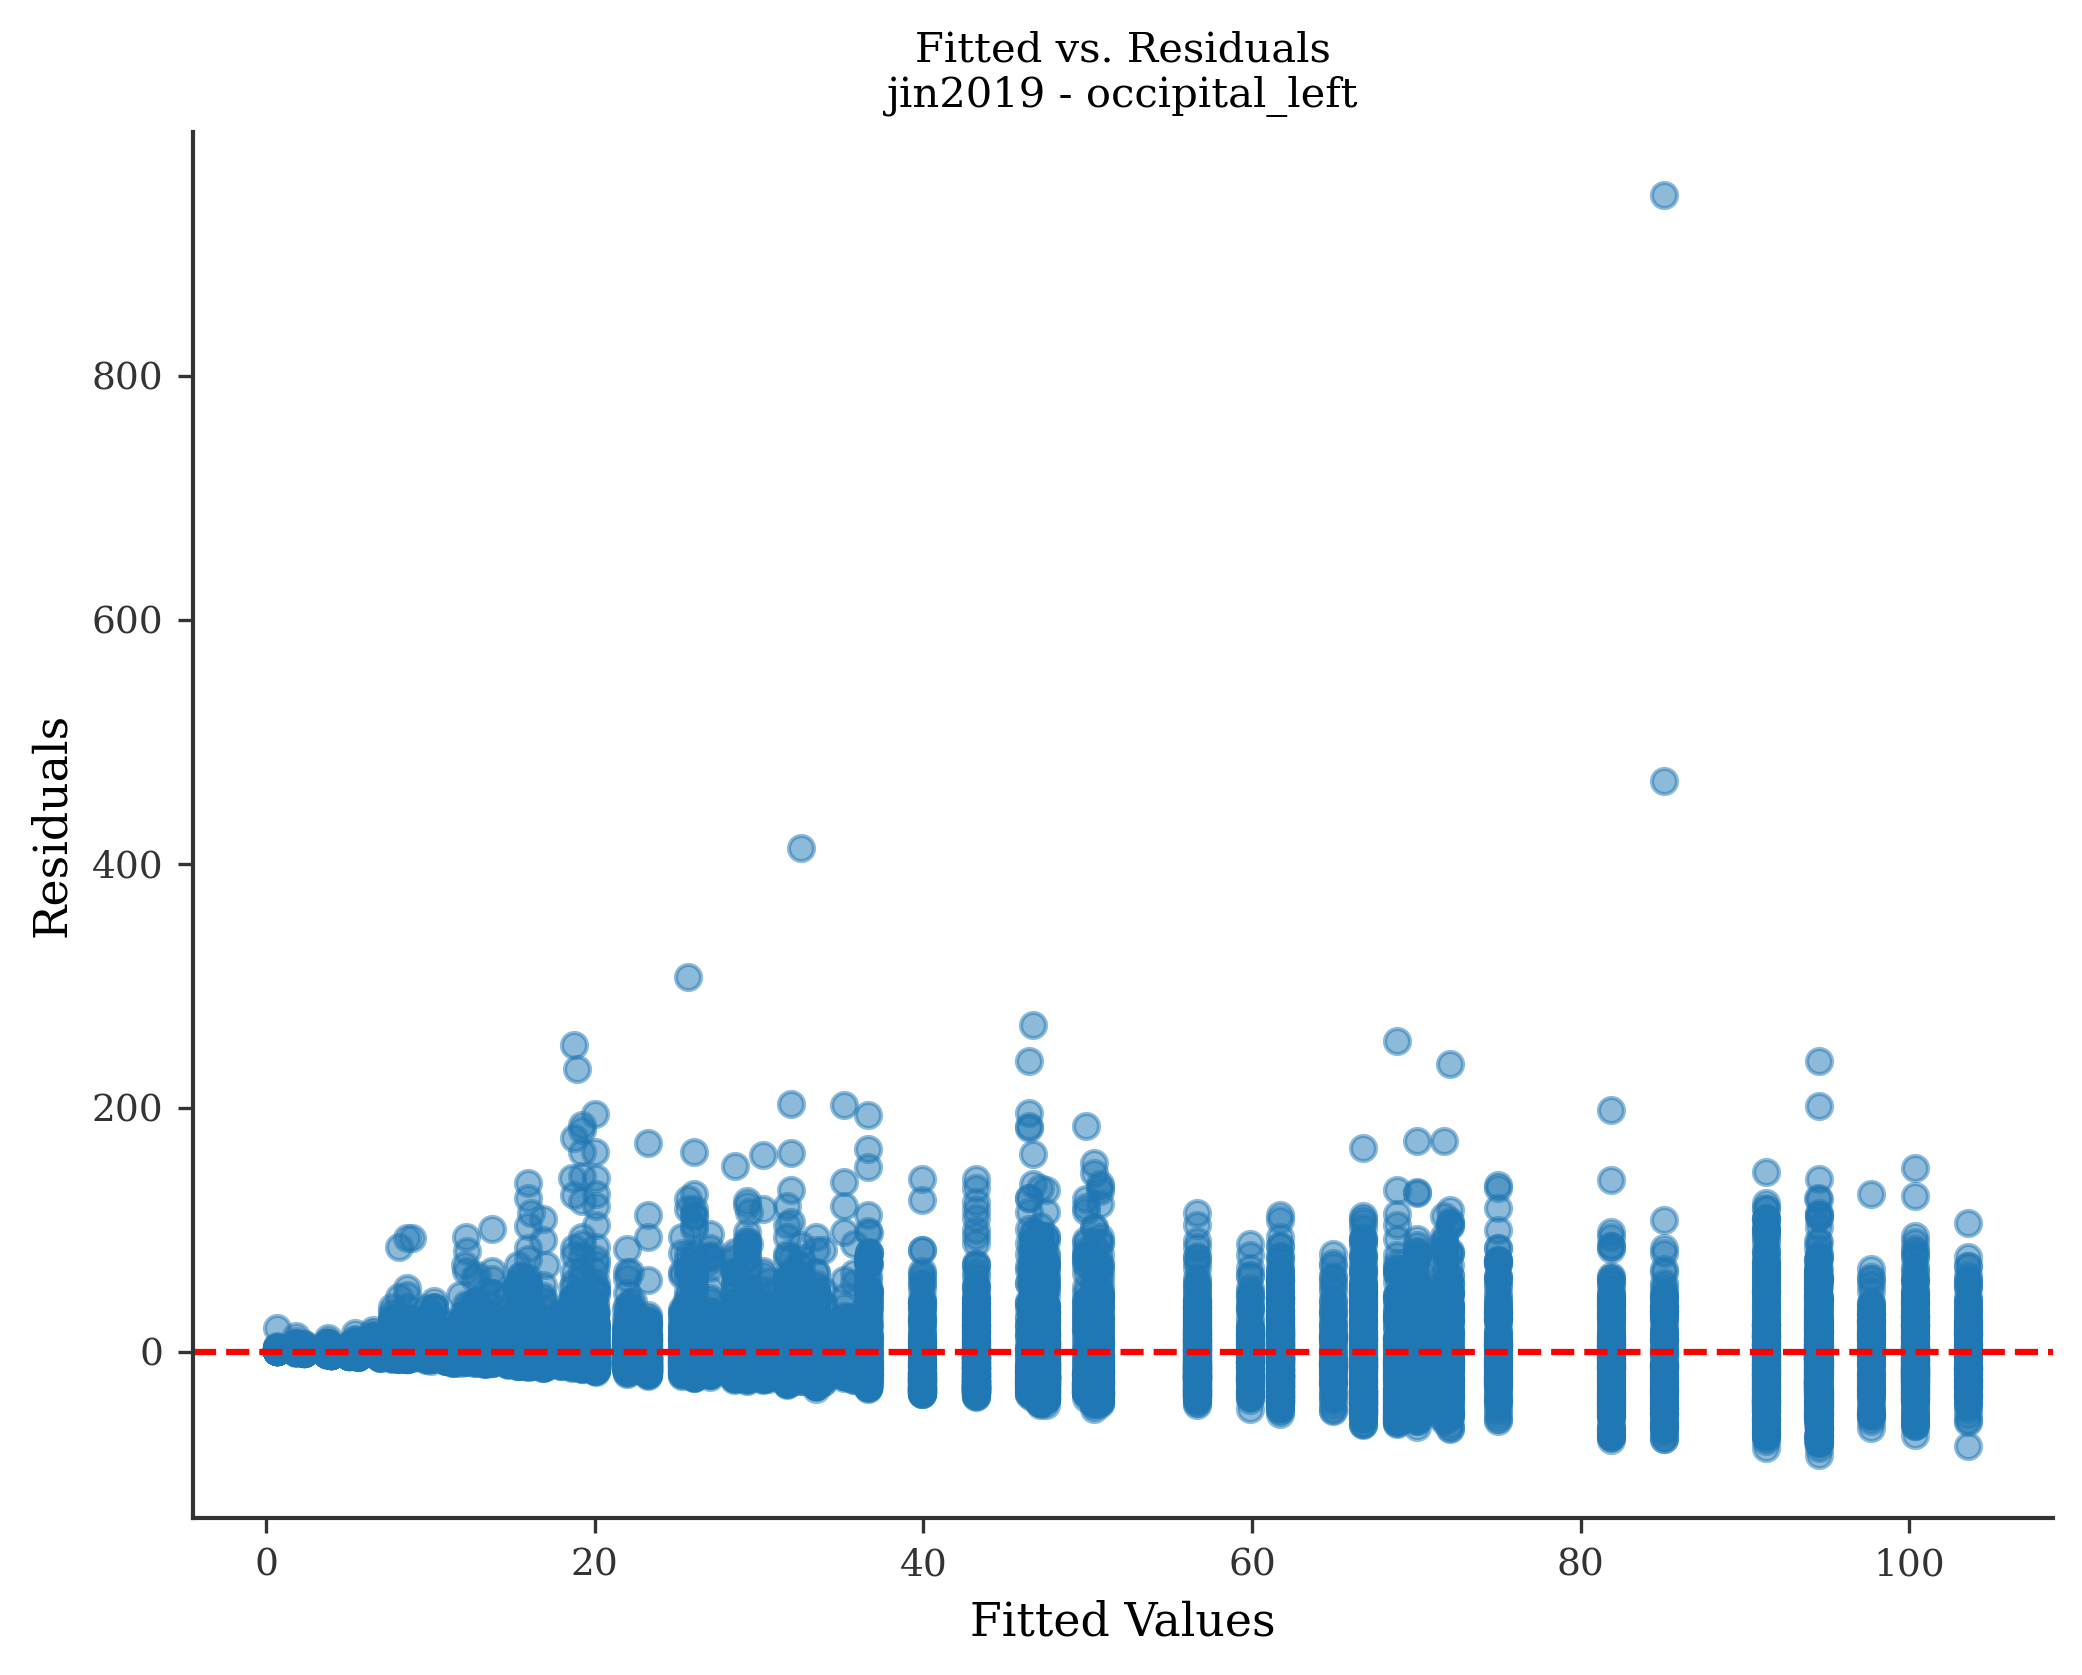 Fitted vs. Residuals
jin2019 - occipital_left
800
600
400
200
0
Residuals
0 20 40 60 80 100
Fitted Values